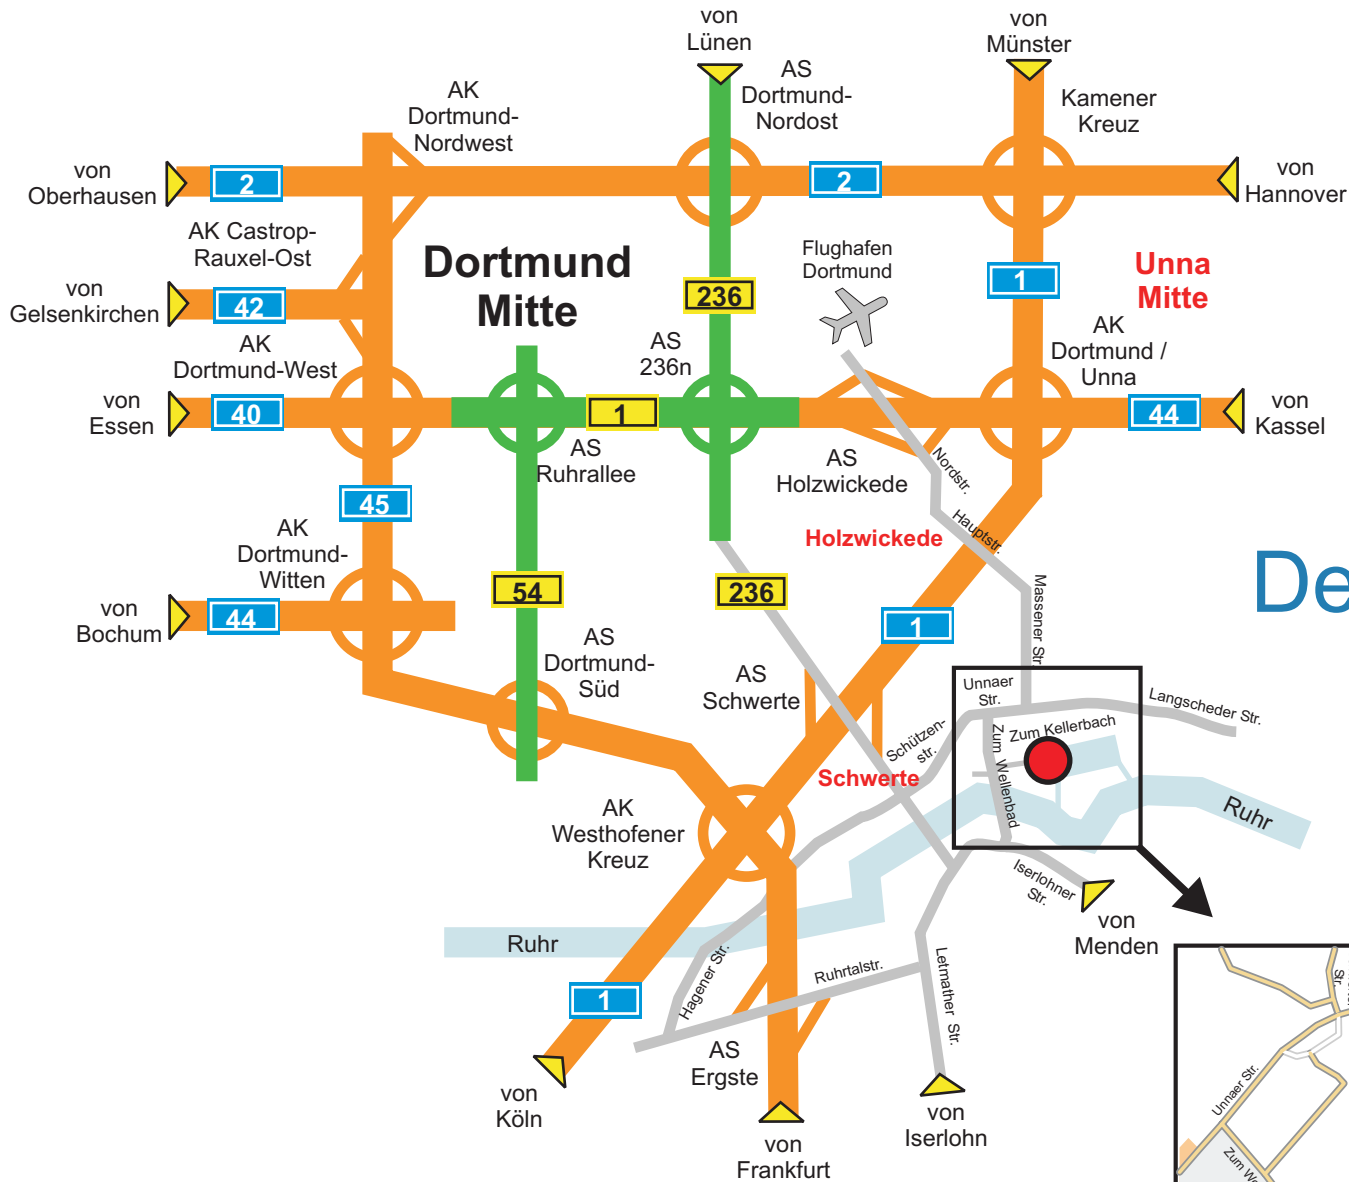 von
Lünen
von
Münster
AS
Dortmund-
Nordost
AK
Dortmund-
Nordwest
Kamener
Kreuz
von
Oberhausen
2
2
von
Hannover
AK Castrop-
Rauxel-Ost
Dortmund
Mitte
Flughafen
Dortmund
Unna
Mitte
1
236
von
Gelsenkirchen
42
AK
Dortmund-West
AS
236n
AK
Dortmund /
Unna
von
Essen
40
1
44
von
Kassel
AS
Ruhrallee
AS
Holzwickede
Nordstr.
45
Hauptstr.
Holzwickede
AK
Dortmund-
Witten
54
236
Massener Str.
De
von
Bochum
44
1
AS
Dortmund-
Süd
AS
Schwerte
Unnaer
Str.
Langscheder Str.
Schützen-
str.
Zum Kellerbach
Zum Wellenbad
Schwerte
AK
Westhofener
Kreuz
Ruhr
Iserlohner
Str.
von
Menden
Ruhr
Hagener Str.
Ruhrtalstr.
Letmather Str.
1
AS
Ergste
von
Köln
von
Iserlohn
von
Frankfurt
Str.
Unnaer Str.
Zum We